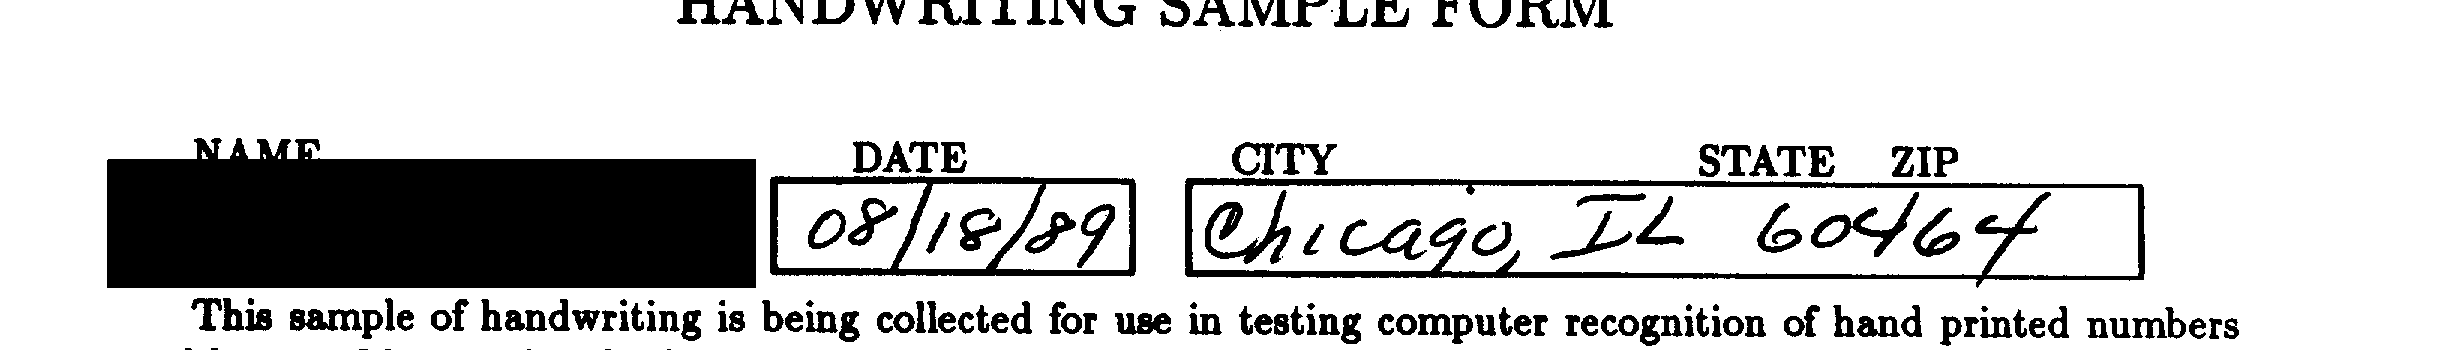 HANDWRITING SAMPLE FORM
NAME DATE CITY STATE ZIP
08/18/89 Chicago, IL 60464
This sample of handwriting is being collected for use in testing computer recognition of hand printed numbers